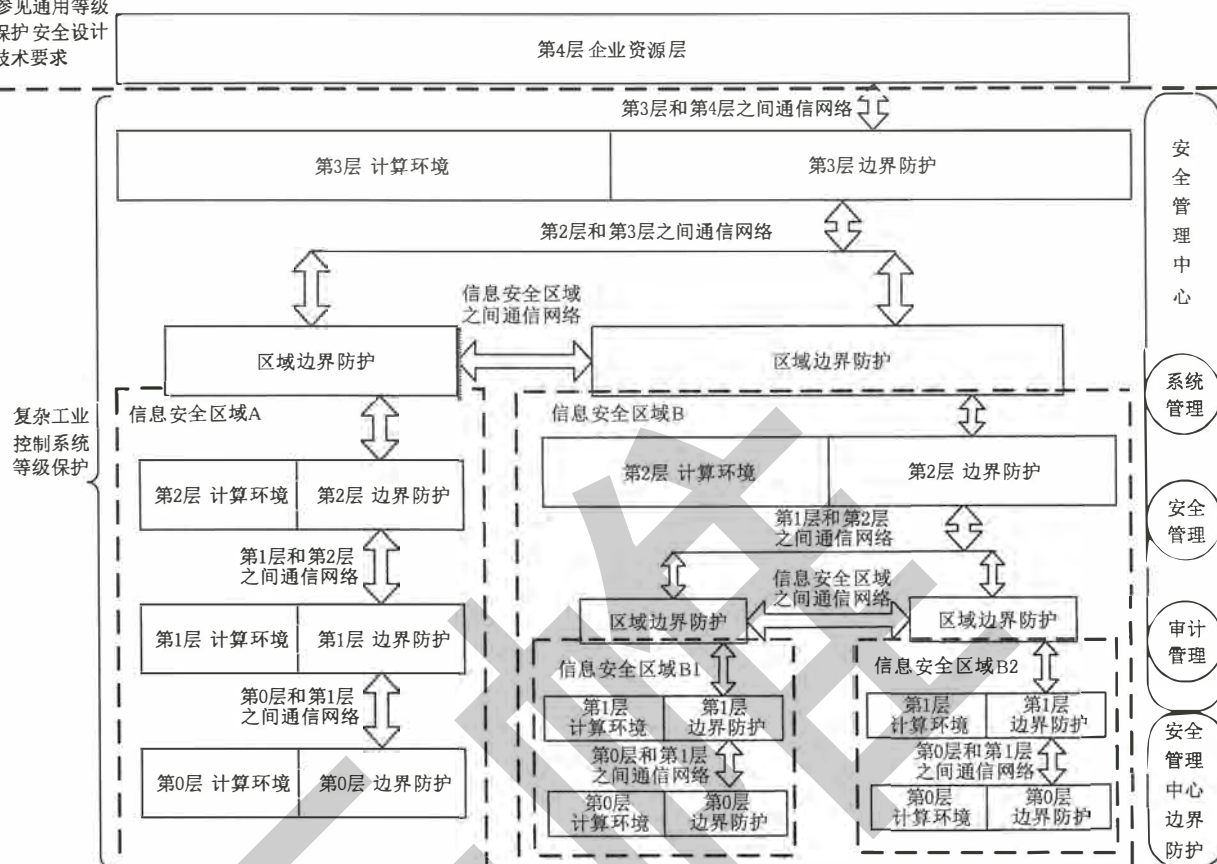 参见通用等级
保护安全设计
技术要求
第4层 企业资源层
第3层和第4层之间通信网络
第3层 计算环境
第3层 边界防护
第2层和第3层之间通信网络
信息安全区域
之间通信网络
区域边界防护
区域边界防护
复杂工业
控制系统
等级保护
信息安全区域A
第2层 计算环境
第2层 边界防护
第1层和第2层
之间通信网络
第1层 计算环境
第1层 边界防护
第0层和第1层
之间通信网络
第0层 计算环境
第0层 边界防护
信息安全区域B
第2层 计算环境
第2层 边界防护
第1层和第2层
之间通信网络
信息安全区域
之间通信网络
区域边界防护
区域边界防护
信息安全区域B1
第1层
计算环境
第1层
边界防护
第0层和第1层
之间通信网络
第0层
计算环境
第0层
边界防护
信息安全区域B2
第1层
计算环境
第1层
边界防护
第0层和第1层
之间通信网络
第0层
计算环境
第0层
边界防护
安
全
管
理
中
心
系统
管理
安全
管理
审计
管理
安全
管理
中心
边界
防护